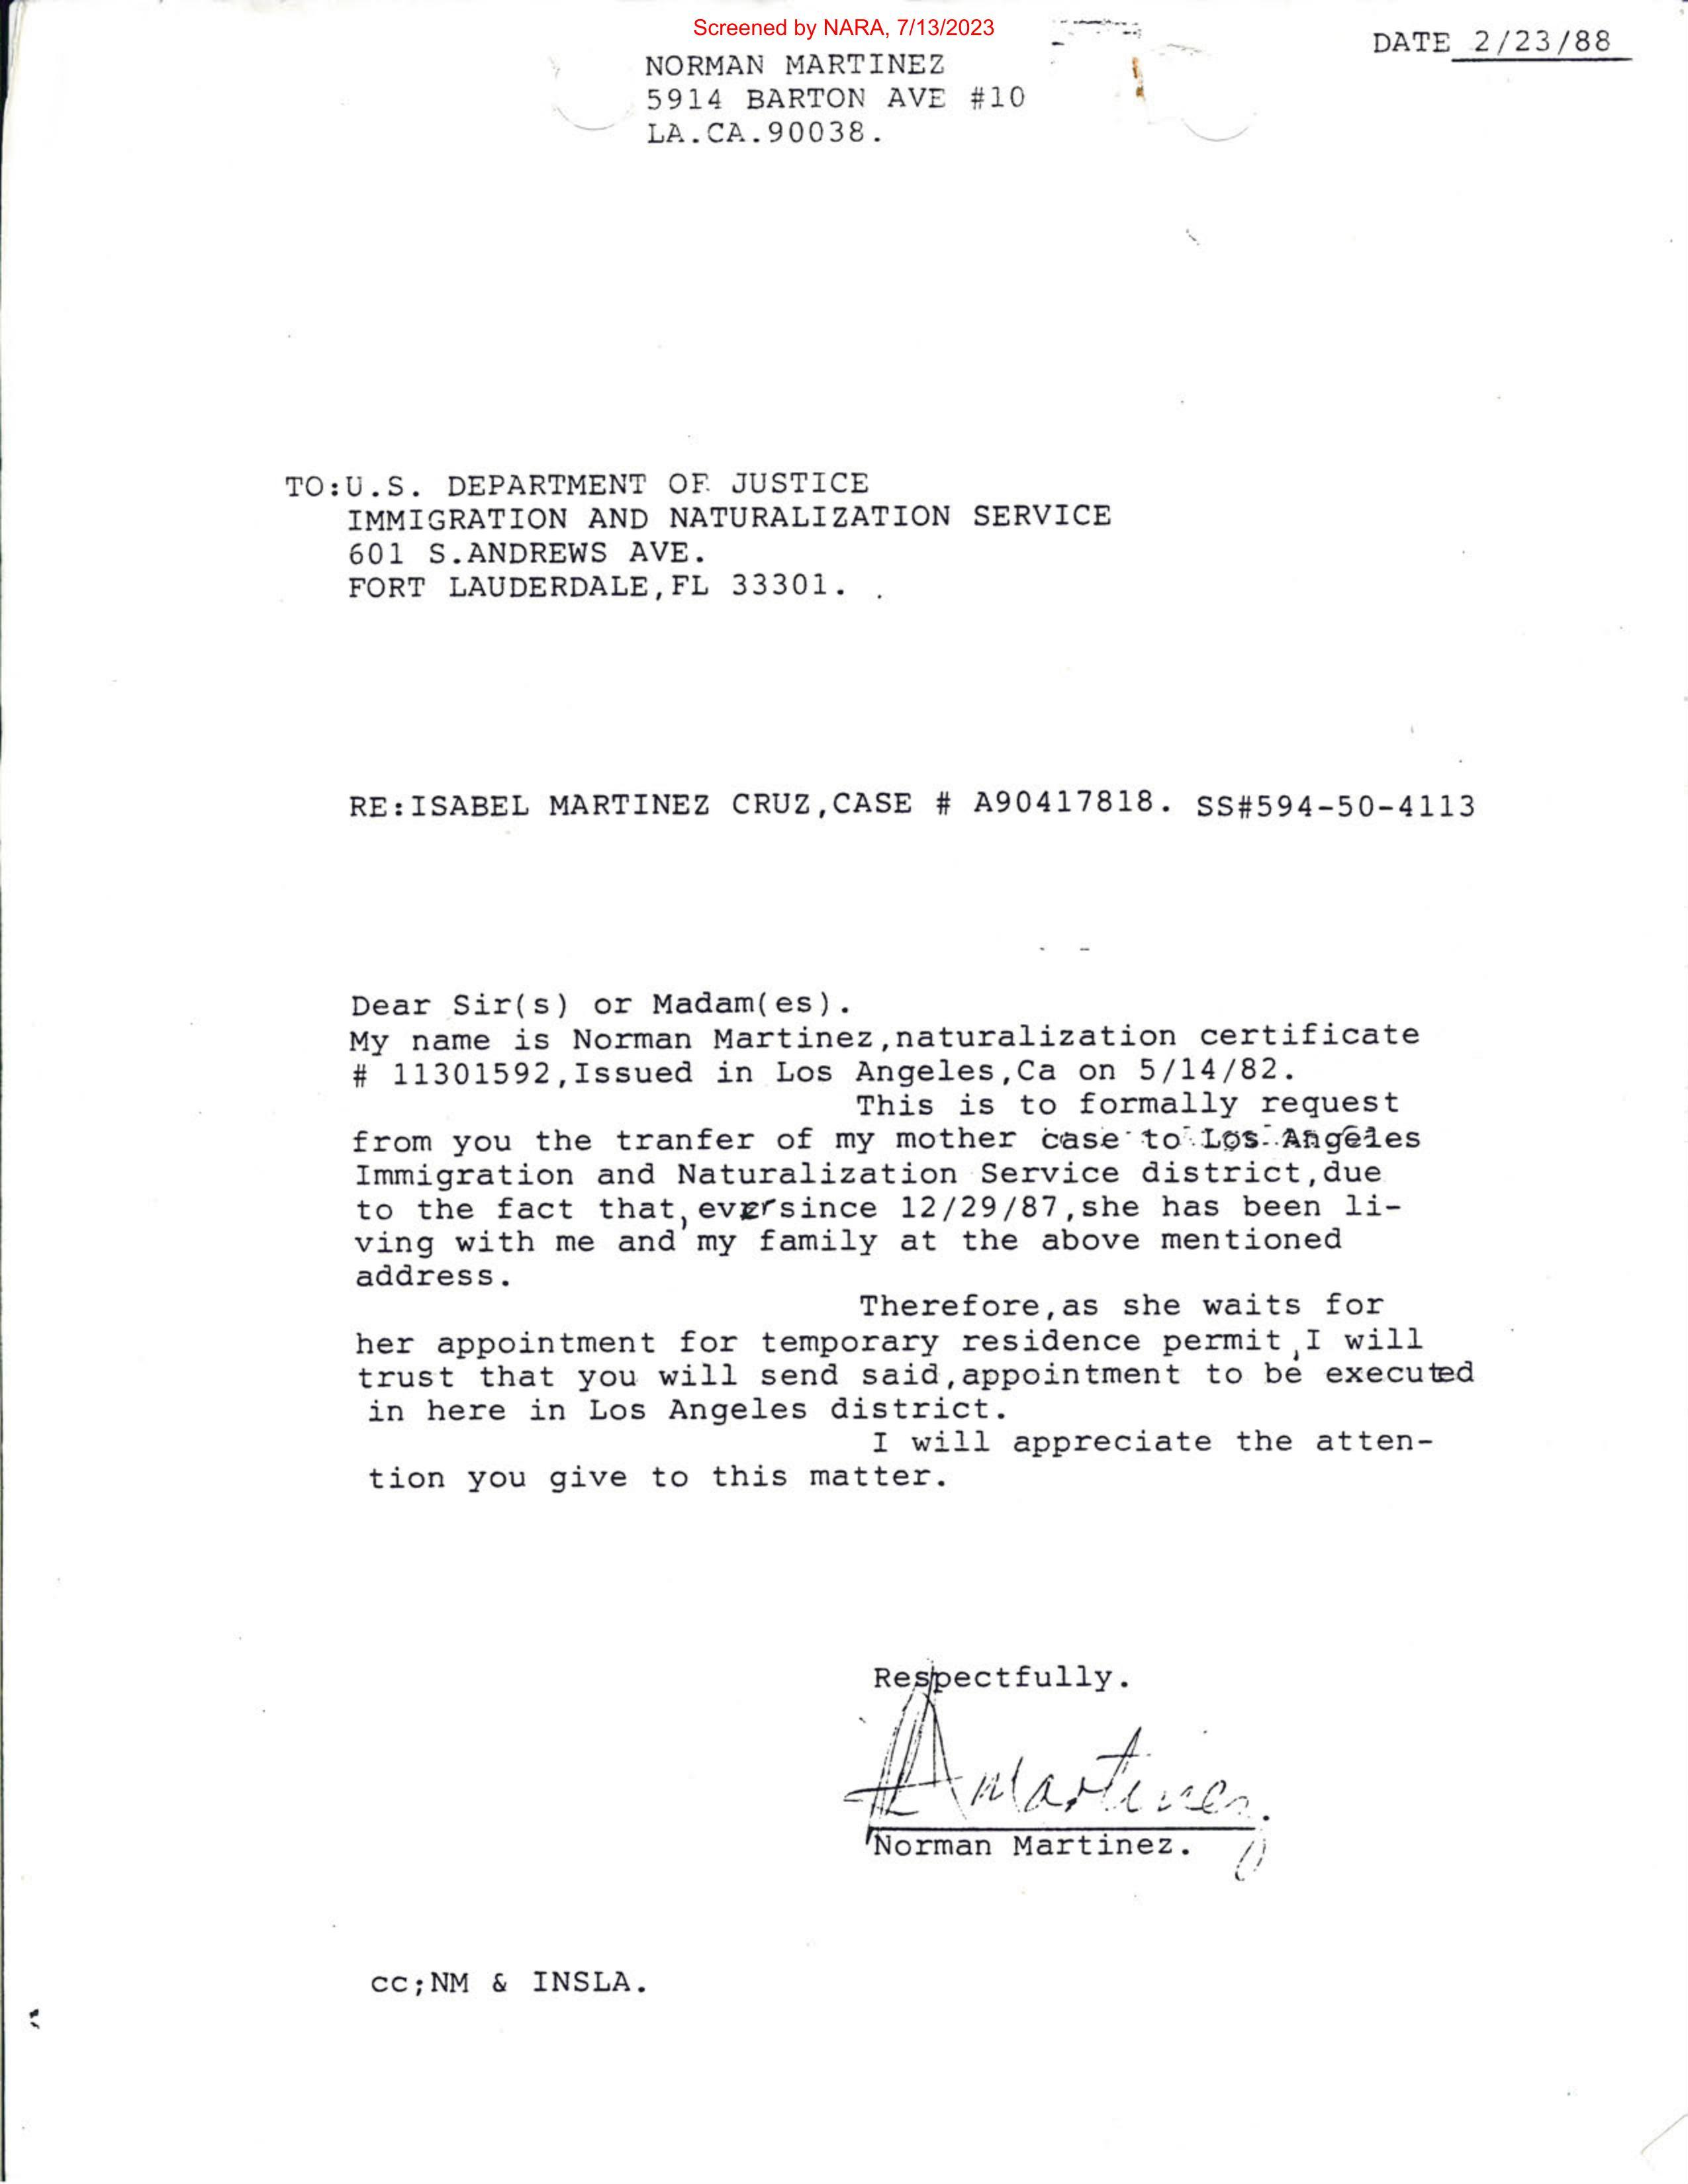 Screened by NARA, 7/13/2023
DATE 2/23/88
NORMAN MARTINEZ
5914 BARTON AVE #10
LA.CA.90038.
TO:U.S. DEPARTMENT OF JUSTICE
IMMIGRATION AND NATURALIZATION SERVICE
601 S.ANDREWS AVE.
FORT LAUDERDALE,FL 33301. .
RE:ISABEL MARTINEZ CRUZ,CASE # A90417818. SS#594-50-4113
Dear Sir(s) or Madam(es).
My name is Norman Martinez,naturalization certificate
# 11301592,Issued in Los Angeles,Ca on 5/14/82.
This is to formally request
from you the tranfer of my mother case to Los Angeles
Immigration and Naturalization Service district,due
to the fact that,eversince 12/29/87,she has been li-
ving with me and my family at the above mentioned
address.
Therefore,as she waits for
her appointment for temporary residence permit,I will
trust that you will send said,appointment to be executed
in here in Los Angeles district.
I will appreciate the atten-
tion you give to this matter.
Respectfully.
Martinez
Norman Martinez.
cc;NM & INSLA.